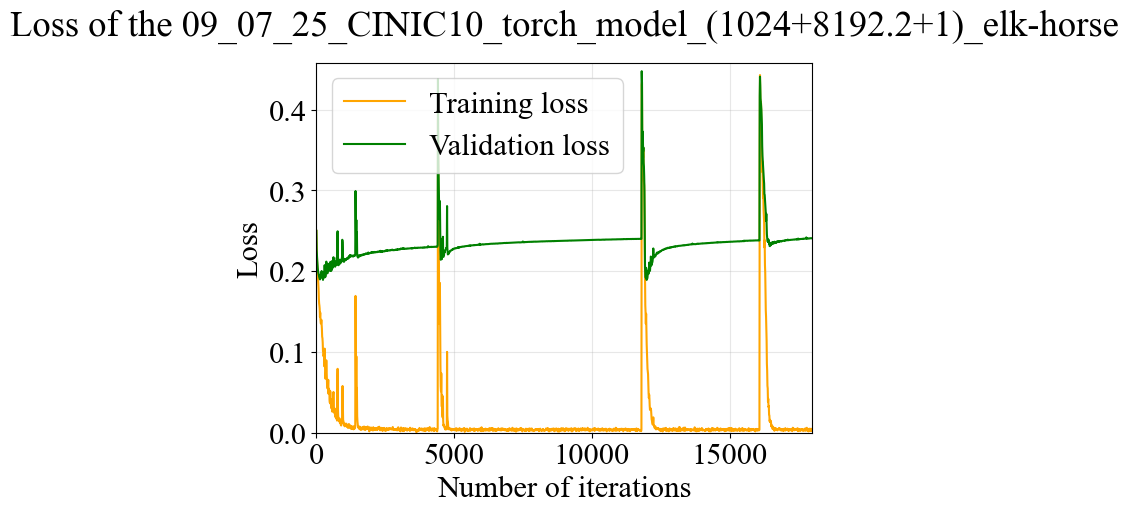 Loss of the 09_07_25_CINIC10_torch_model_(1024+8192.2+1)_elk-horse
Training loss
Validation loss
Loss
0.4
0.3
0.2
0.1
0.0
0 5000 10000 15000
Number of iterations